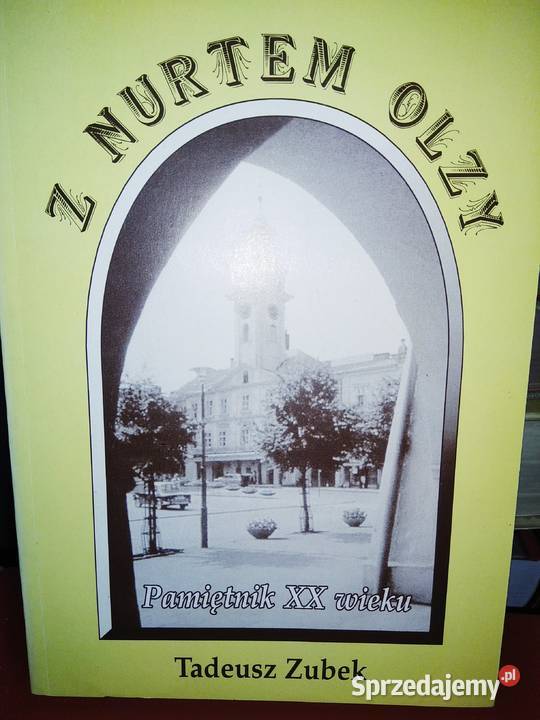 Z NURTEM OLZY
Pamiętnik XX wieku
Tadeusz Zubek
Sprzedajemy.pl